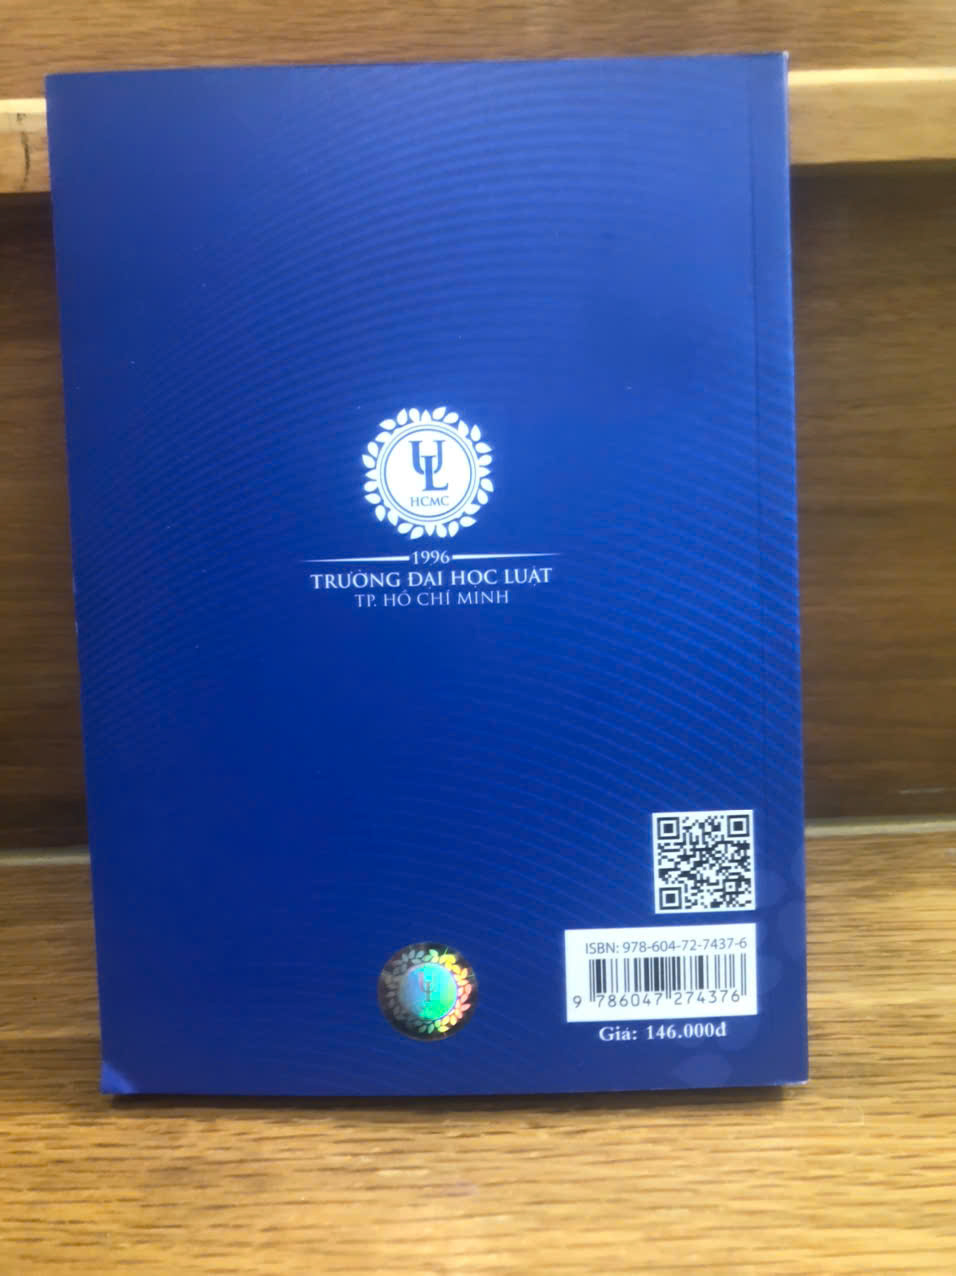 UL
HCMC
1996
TRƯỜNG ĐẠI HỌC LUẬT
TP. HỒ CHÍ MINH
UL
ISBN: 978-604-72-7437-6
9 786047 274376
Giá: 146.000đ